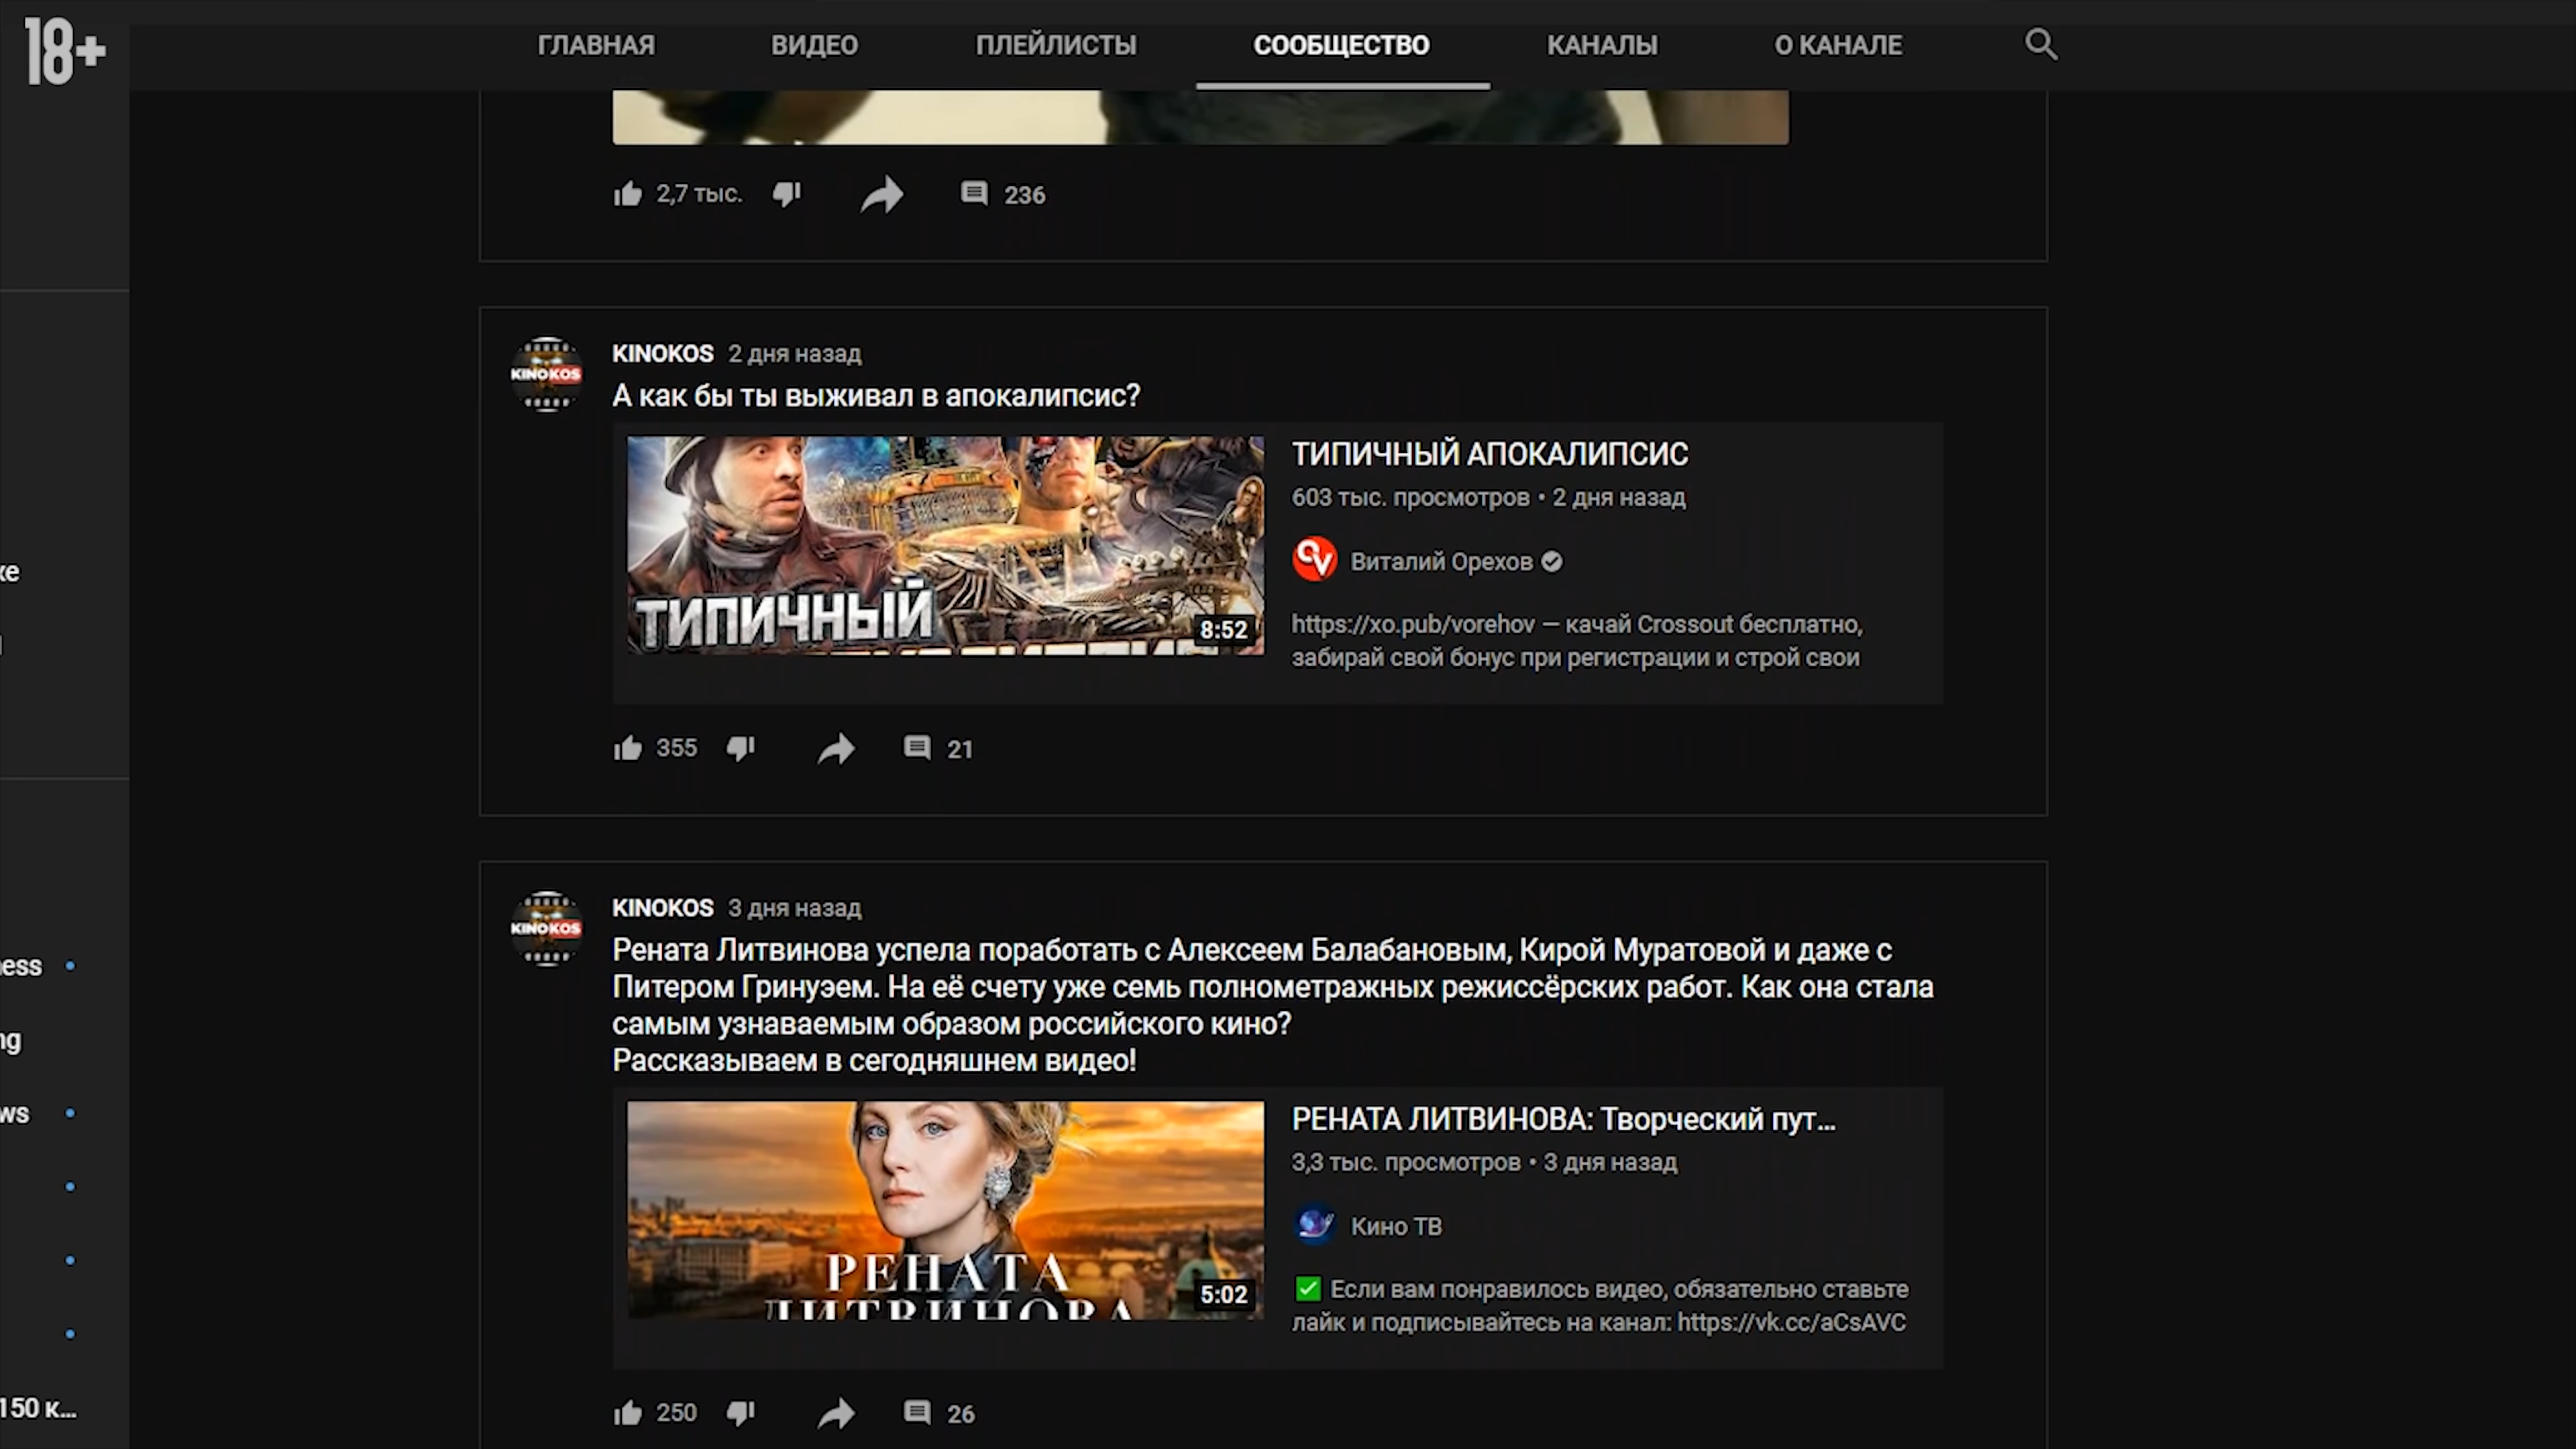 18+
ГЛАВНАЯ ВИДЕО ПЛЕЙЛИСТЫ СООБЩЕСТВО КАНАЛЫ О КАНАЛЕ
2,7 тыс. 236
KINOKOS
KINOKOS 2 дня назад
А как бы ты выживал в апокалипсис?
ТИПИЧНЫЙ
8:52
ТИПИЧНЫЙ АПОКАЛИПСИС
603 тыс. просмотров • 2 дня назад
Виталий Орехов
https://xo.pub/vorehov — качай Crossout бесплатно,
забирай свой бонус при регистрации и строй свои
355 21
KINOKOS
KINOKOS 3 дня назад
Рената Литвинова успела поработать с Алексеем Балабановым, Кирой Муратовой и даже с
Питером Гринуэем. На её счету уже семь полнометражных режиссёрских работ. Как она стала
самым узнаваемым образом российского кино?
Рассказываем в сегодняшнем видео!
РЕНАТА
ЛИТВИНОВА
5:02
РЕНАТА ЛИТВИНОВА: Творческий пут...
3,3 тыс. просмотров • 3 дня назад
Кино ТВ
✅ Если вам понравилось видео, обязательно ставьте
лайк и подписывайтесь на канал: https://vk.cc/aCsAVC
250 26
150 к...